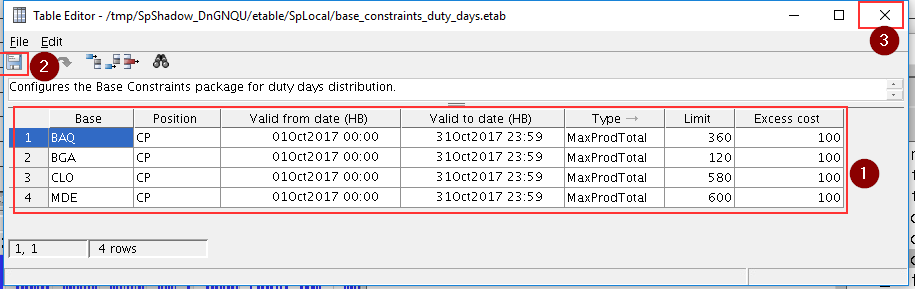 Table Editor - /tmp/SpShadow_DnGNQU/etable/SpLocal/base_constraints_duty_days.etab
3
File Edit
2
Configures the Base Constraints package for duty days distribution.
Base Position Valid from date (HB) Valid to date (HB) Type → Limit Excess cost
1 BAQ CP 01Oct2017 00:00 31Oct2017 23:59 MaxProdTotal 360 100
2 BGA CP 01Oct2017 00:00 31Oct2017 23:59 MaxProdTotal 120 100
3 CLO CP 01Oct2017 00:00 31Oct2017 23:59 MaxProdTotal 580 100
4 MDE CP 01Oct2017 00:00 31Oct2017 23:59 MaxProdTotal 600 100
1
1, 1 4 rows